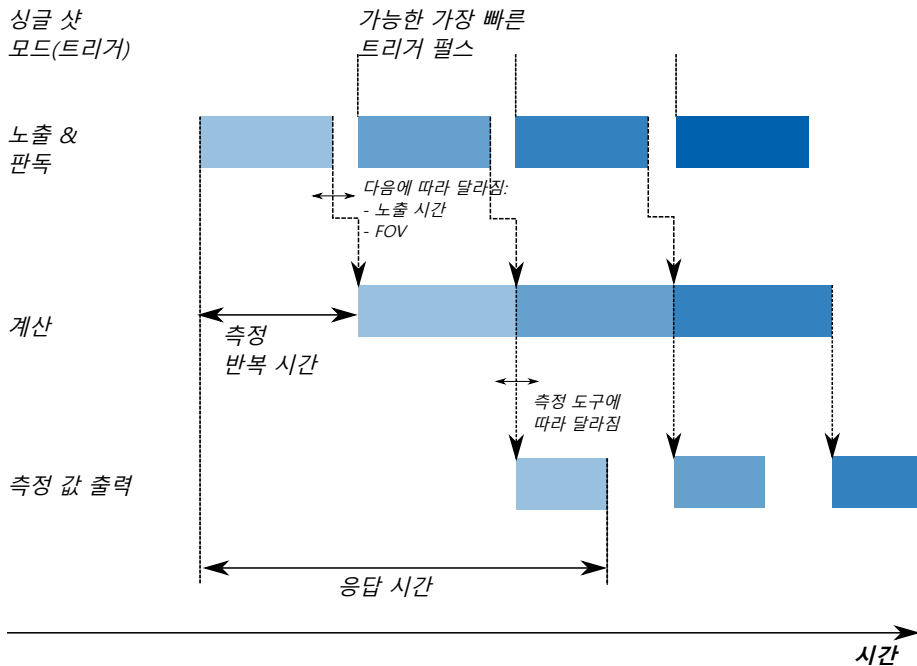 싱글 샷
모드(트리거)
가능한 가장 빠른
트리거 펄스
노출 &
판독
다음에 따라 달라짐:
- 노출 시간
- FOV
계산
측정
반복 시간
측정 도구에
따라 달라짐
측정 값 출력
응답 시간
시간